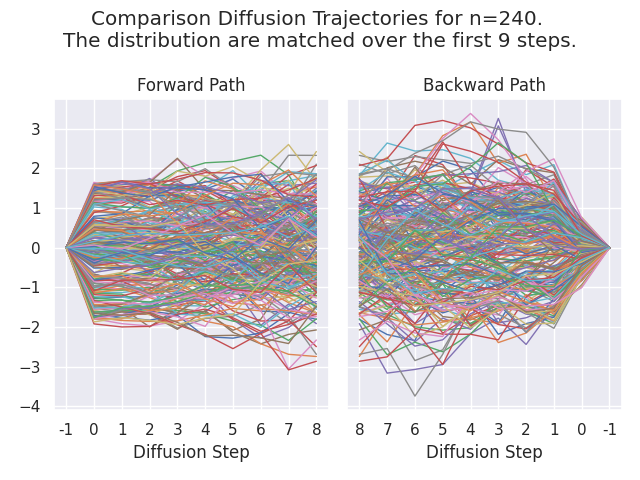 Comparison Diffusion Trajectories for n=240.
The distribution are matched over the first 9 steps.
Forward Path
Backward Path
3
2
1
0
−1
−2
−3
−4
-1 0 1 2 3 4 5 6 7 8
8 7 6 5 4 3 2 1 0 -1
Diffusion Step
Diffusion Step